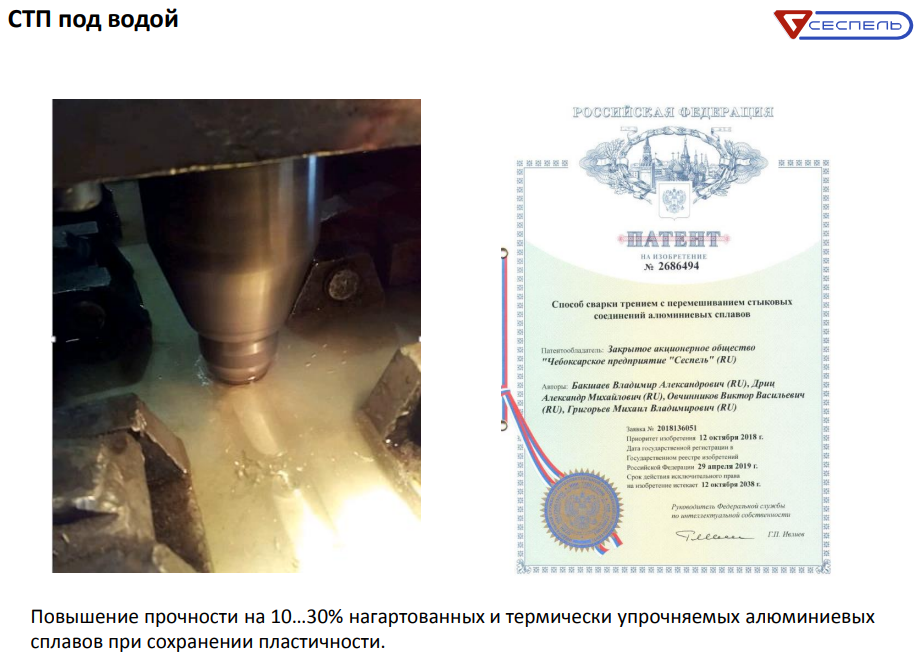 СТП под водой
СЕСПЕЛЬ
РОССИЙСКАЯ ФЕДЕРАЦИЯ
ПАТЕНТ
НА ИЗОБРЕТЕНИЕ
№ 2686494
Способ сварки трением с перемешиванием стыковых
соединений алюминиевых сплавов
Патентообладатель: Закрытое акционерное общество
"Чебоксарское предприятие "Сеспель" (RU)
Авторы: Бакшаев Владимир Александрович (RU), Дриц
Александр Михайлович (RU), Овчинников Виктор Васильевич
(RU), Григорьев Михаил Владимирович (RU)
Заявка № 2018136051
Приоритет изобретения 12 октября 2018 г.
Дата государственной регистрации в
Государственном реестре изобретений
Российской Федерации 29 апреля 2019 г.
Срок действия исключительного права
на изобретение истекает 12 октября 2038 г.
Руководитель Федеральной службы
по интеллектуальной собственности
Г.П. Ивлиев
Повышение прочности на 10…30% нагартованных и термически упрочняемых алюминиевых
сплавов при сохранении пластичности.